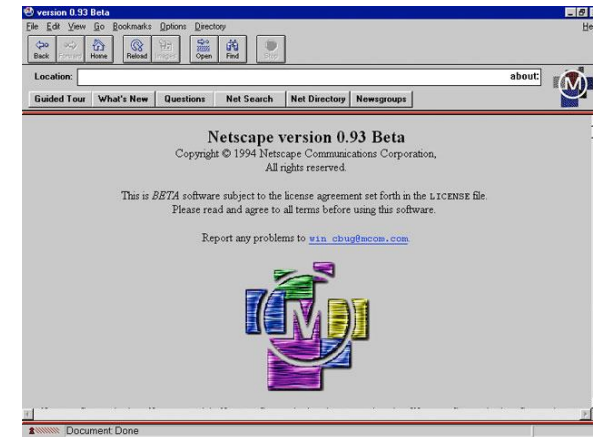 version 0.93 Beta
File Edit View Go Bookmarks Options Directory He
Back Forward Home Reload Images Open Find Stop
Location: about:
Guided Tour What's New Questions Net Search Net Directory Newsgroups
Netscape version 0.93 Beta
Copyright © 1994 Netscape Communications Corporation,
All rights reserved.
This is BETA software subject to the license agreement set forth in the LICENSE file.
Please read and agree to all terms before using this software.
Report any problems to win_cbug@mcom.com
M
Document: Done